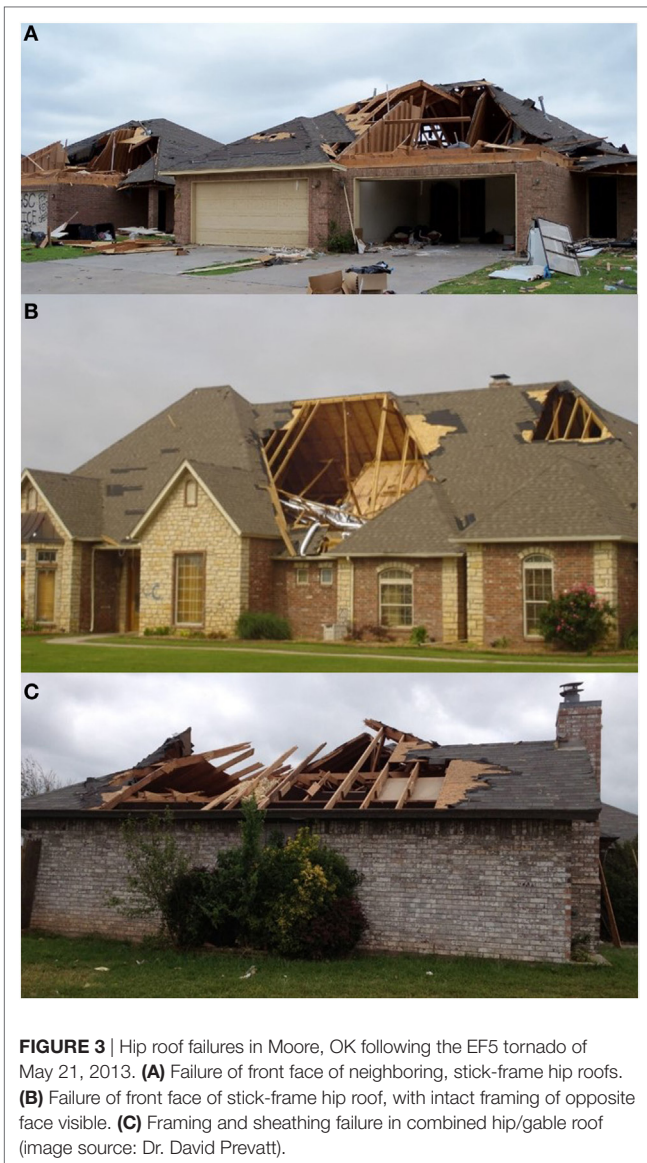 A
B
C
FIGURE 3 | Hip roof failures in Moore, OK following the EF5 tornado of
May 21, 2013. (A) Failure of front face of neighboring, stick-frame hip roofs.
(B) Failure of front face of stick-frame hip roof, with intact framing of opposite
face visible. (C) Framing and sheathing failure in combined hip/gable roof
(image source: Dr. David Prevatt).